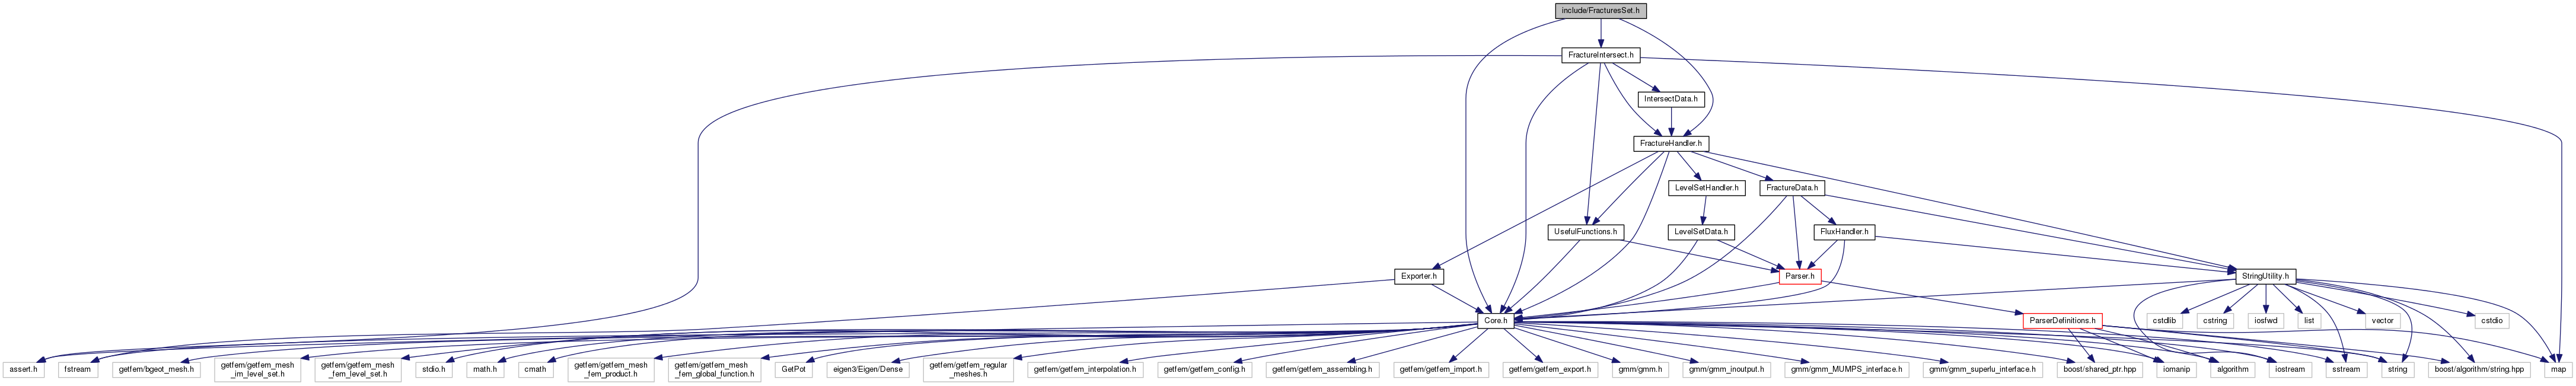 include/FracturesSet.h
FractureIntersect.h
IntersectData.h
FractureHandler.h
LevelSetHandler.h
FractureData.h
UsefulFunctions.h
LevelSetData.h
FluxHandler.h
Exporter.h
Parser.h
StringUtility.h
Core.h
ParserDefinitions.h
cstdlib
cstring
iosfwd
list
vector
cstdio
assert.h
fstream
getfem/bgeot_mesh.h
getfem/getfem_mesh
_im_level_set.h
getfem/getfem_mesh
_fem_level_set.h
stdio.h
math.h
cmath
getfem/getfem_mesh
_fem_product.h
getfem/getfem_mesh
_fem_global_function.h
GetPot
eigen3/Eigen/Dense
getfem/getfem_regular
_meshes.h
getfem/getfem_interpolation.h
getfem/getfem_config.h
getfem/getfem_assembling.h
getfem/getfem_import.h
getfem/getfem_export.h
gmm/gmm.h
gmm/gmm_inoutput.h
gmm/gmm_MUMPS_interface.h
gmm/gmm_superlu_interface.h
boost/shared_ptr.hpp
iomanip
algorithm
iostream
sstream
string
boost/algorithm/string.hpp
map